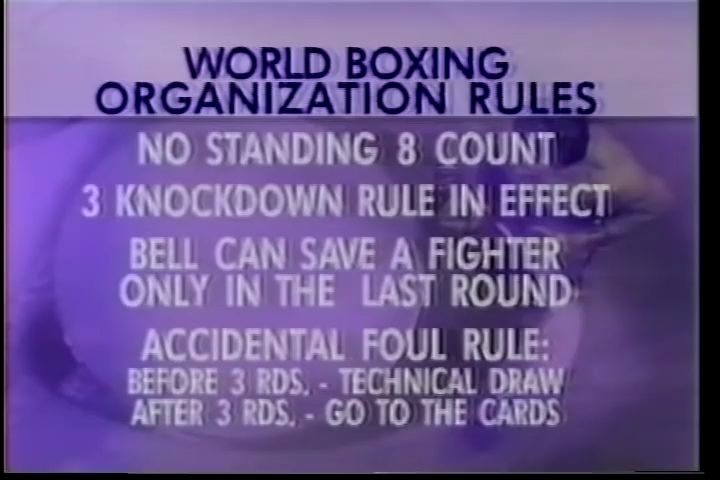 WORLD BOXING
ORGANIZATION RULES
NO STANDING 8 COUNT
3 KNOCKDOWN RULE IN EFFECT
BELL CAN SAVE A FIGHTER
ONLY IN THE LAST ROUND
ACCIDENTAL FOUL RULE:
BEFORE 3 RDS. - TECHNICAL DRAW
AFTER 3 RDS. - GO TO THE CARDS